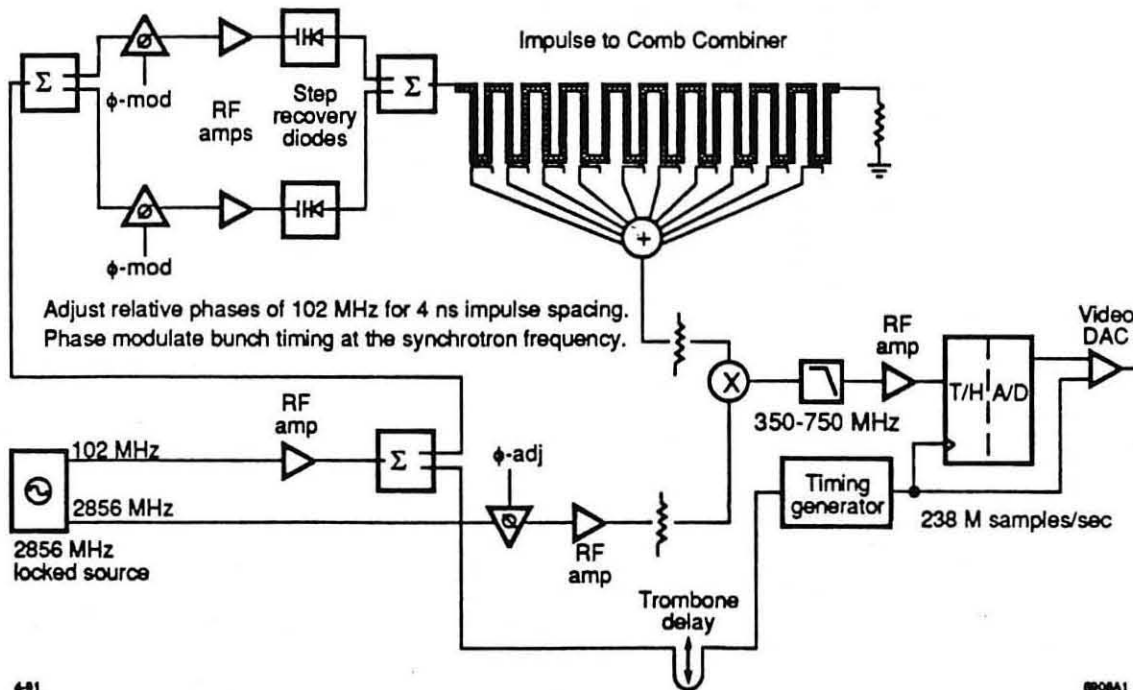 Impulse to Comb Combiner
Σ
ø
ø
φ-mod
RF
amps
Step
recovery
diodes
Σ
φ-mod
+
Adjust relative phases of 102 MHz for 4 ns impulse spacing.
Phase modulate bunch timing at the synchrotron frequency.
RF
amp
Video
DAC
X
T/H
A/D
350-750 MHz
RF
amp
102 MHz
Σ
φ-adj
2856 MHz
ø
Timing
generator
238 M samples/sec
2856 MHz
locked source
RF
amp
Trombone
delay
4-91
6908A1